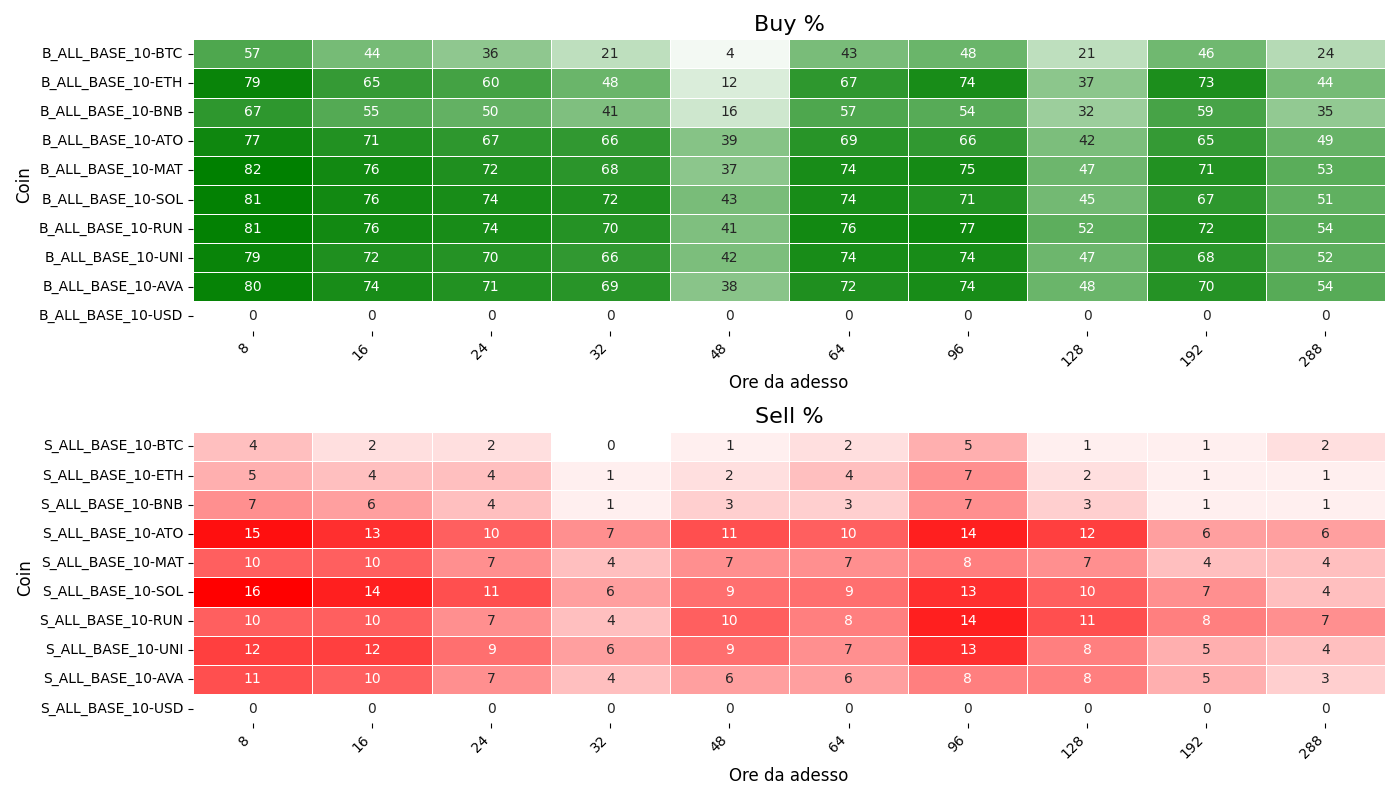 Buy %
Coin
B_ALL_BASE_10-BTC 57 44 36 21 4 43 48 21 46 24
B_ALL_BASE_10-ETH 79 65 60 48 12 67 74 37 73 44
B_ALL_BASE_10-BNB 67 55 50 41 16 57 54 32 59 35
B_ALL_BASE_10-ATO 77 71 67 66 39 69 66 42 65 49
B_ALL_BASE_10-MAT 82 76 72 68 37 74 75 47 71 53
B_ALL_BASE_10-SOL 81 76 74 72 43 74 71 45 67 51
B_ALL_BASE_10-RUN 81 76 74 70 41 76 77 52 72 54
B_ALL_BASE_10-UNI 79 72 70 66 42 74 74 47 68 52
B_ALL_BASE_10-AVA 80 74 71 69 38 72 74 48 70 54
B_ALL_BASE_10-USD 0 0 0 0 0 0 0 0 0 0
8 16 24 32 48 64 96 128 192 288
Ore da adesso
Sell %
Coin
S_ALL_BASE_10-BTC 4 2 2 0 1 2 5 1 1 2
S_ALL_BASE_10-ETH 5 4 4 1 2 4 7 2 1 1
S_ALL_BASE_10-BNB 7 6 4 1 3 3 7 3 1 1
S_ALL_BASE_10-ATO 15 13 10 7 11 10 14 12 6 6
S_ALL_BASE_10-MAT 10 10 7 4 7 7 8 7 4 4
S_ALL_BASE_10-SOL 16 14 11 6 9 9 13 10 7 4
S_ALL_BASE_10-RUN 10 10 7 4 10 8 14 11 8 7
S_ALL_BASE_10-UNI 12 12 9 6 9 7 13 8 5 4
S_ALL_BASE_10-AVA 11 10 7 4 6 6 8 8 5 3
S_ALL_BASE_10-USD 0 0 0 0 0 0 0 0 0 0
8 16 24 32 48 64 96 128 192 288
Ore da adesso